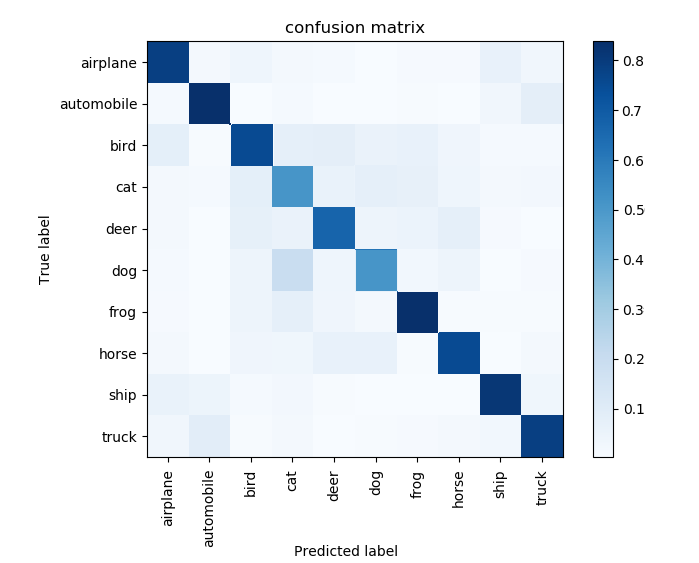 confusion matrix
airplane
automobile
bird
cat
deer
dog
frog
horse
ship
truck
True label
airplane
automobile
bird
cat
deer
dog
frog
horse
ship
truck
Predicted label
0.8
0.7
0.6
0.5
0.4
0.3
0.2
0.1